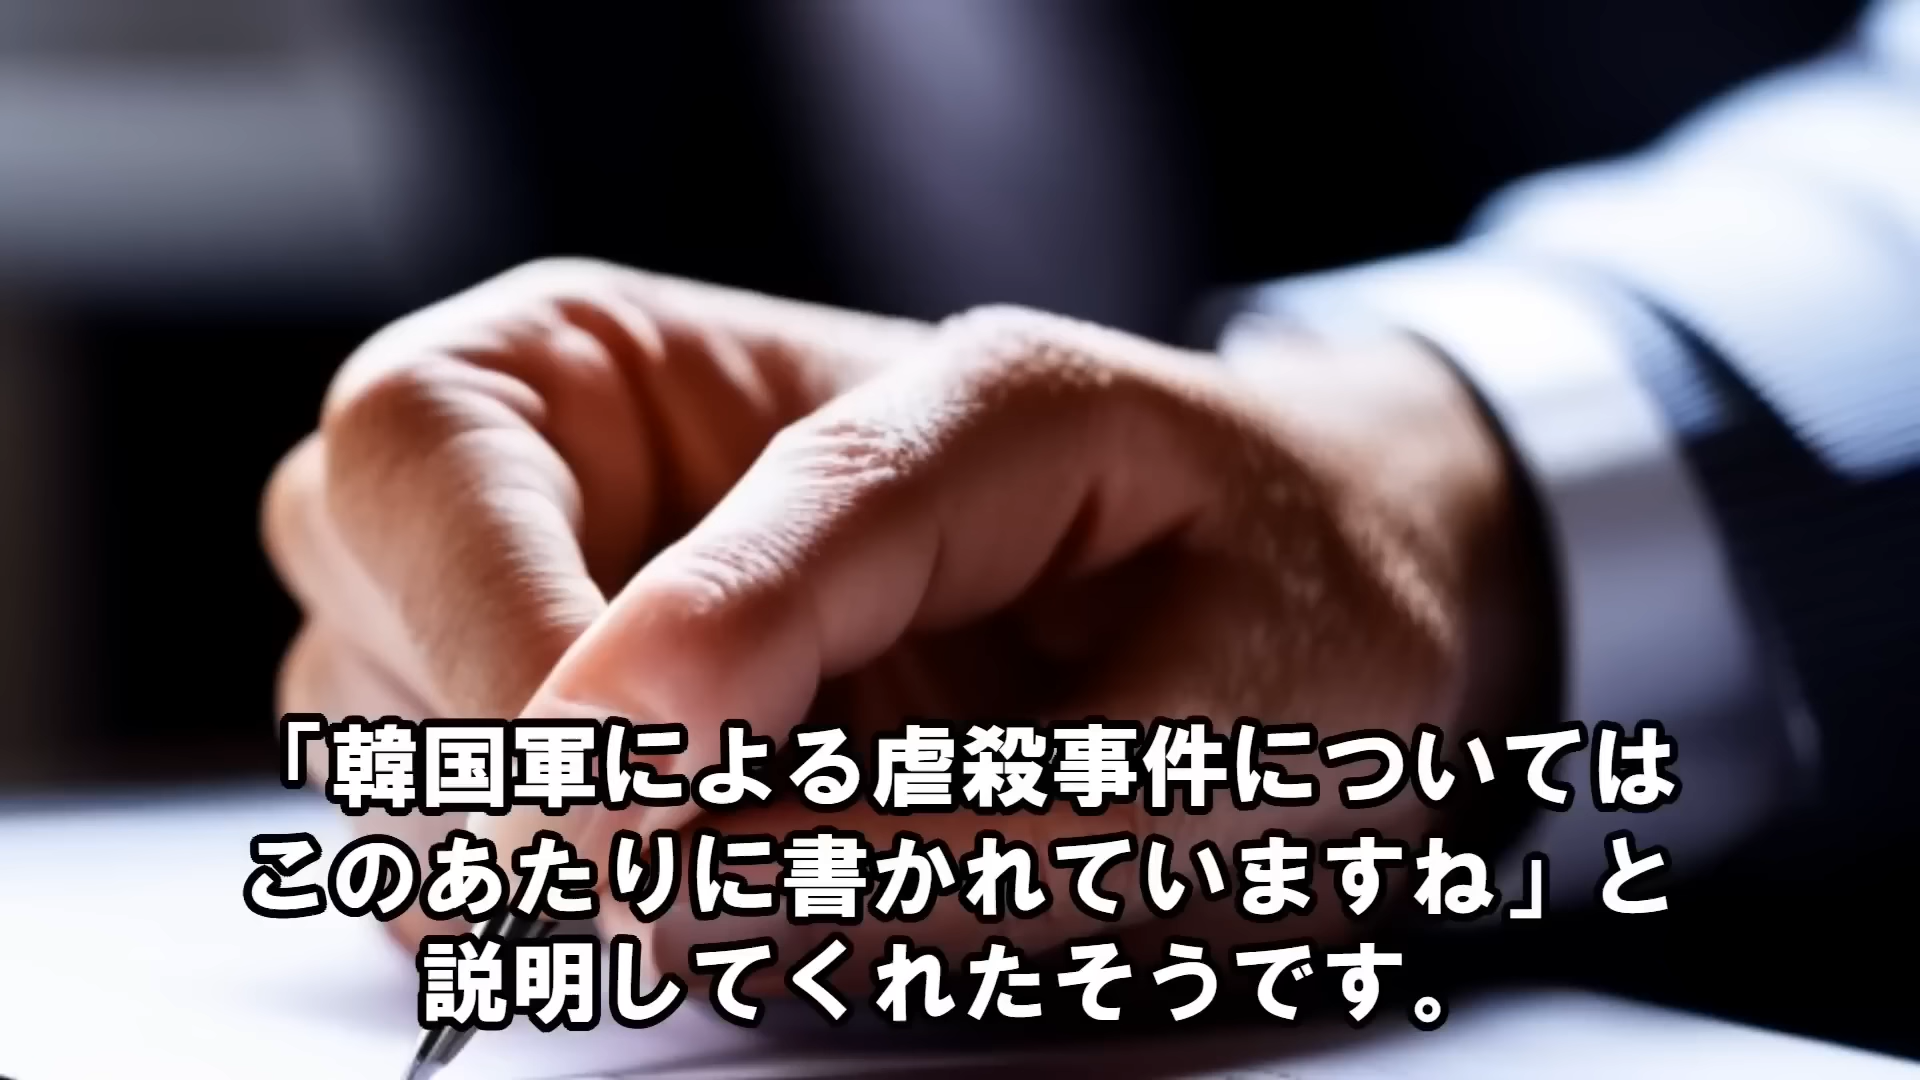 「韓国軍による虐殺事件については
このあたりに書かれていますね」と
説明してくれたそうです。